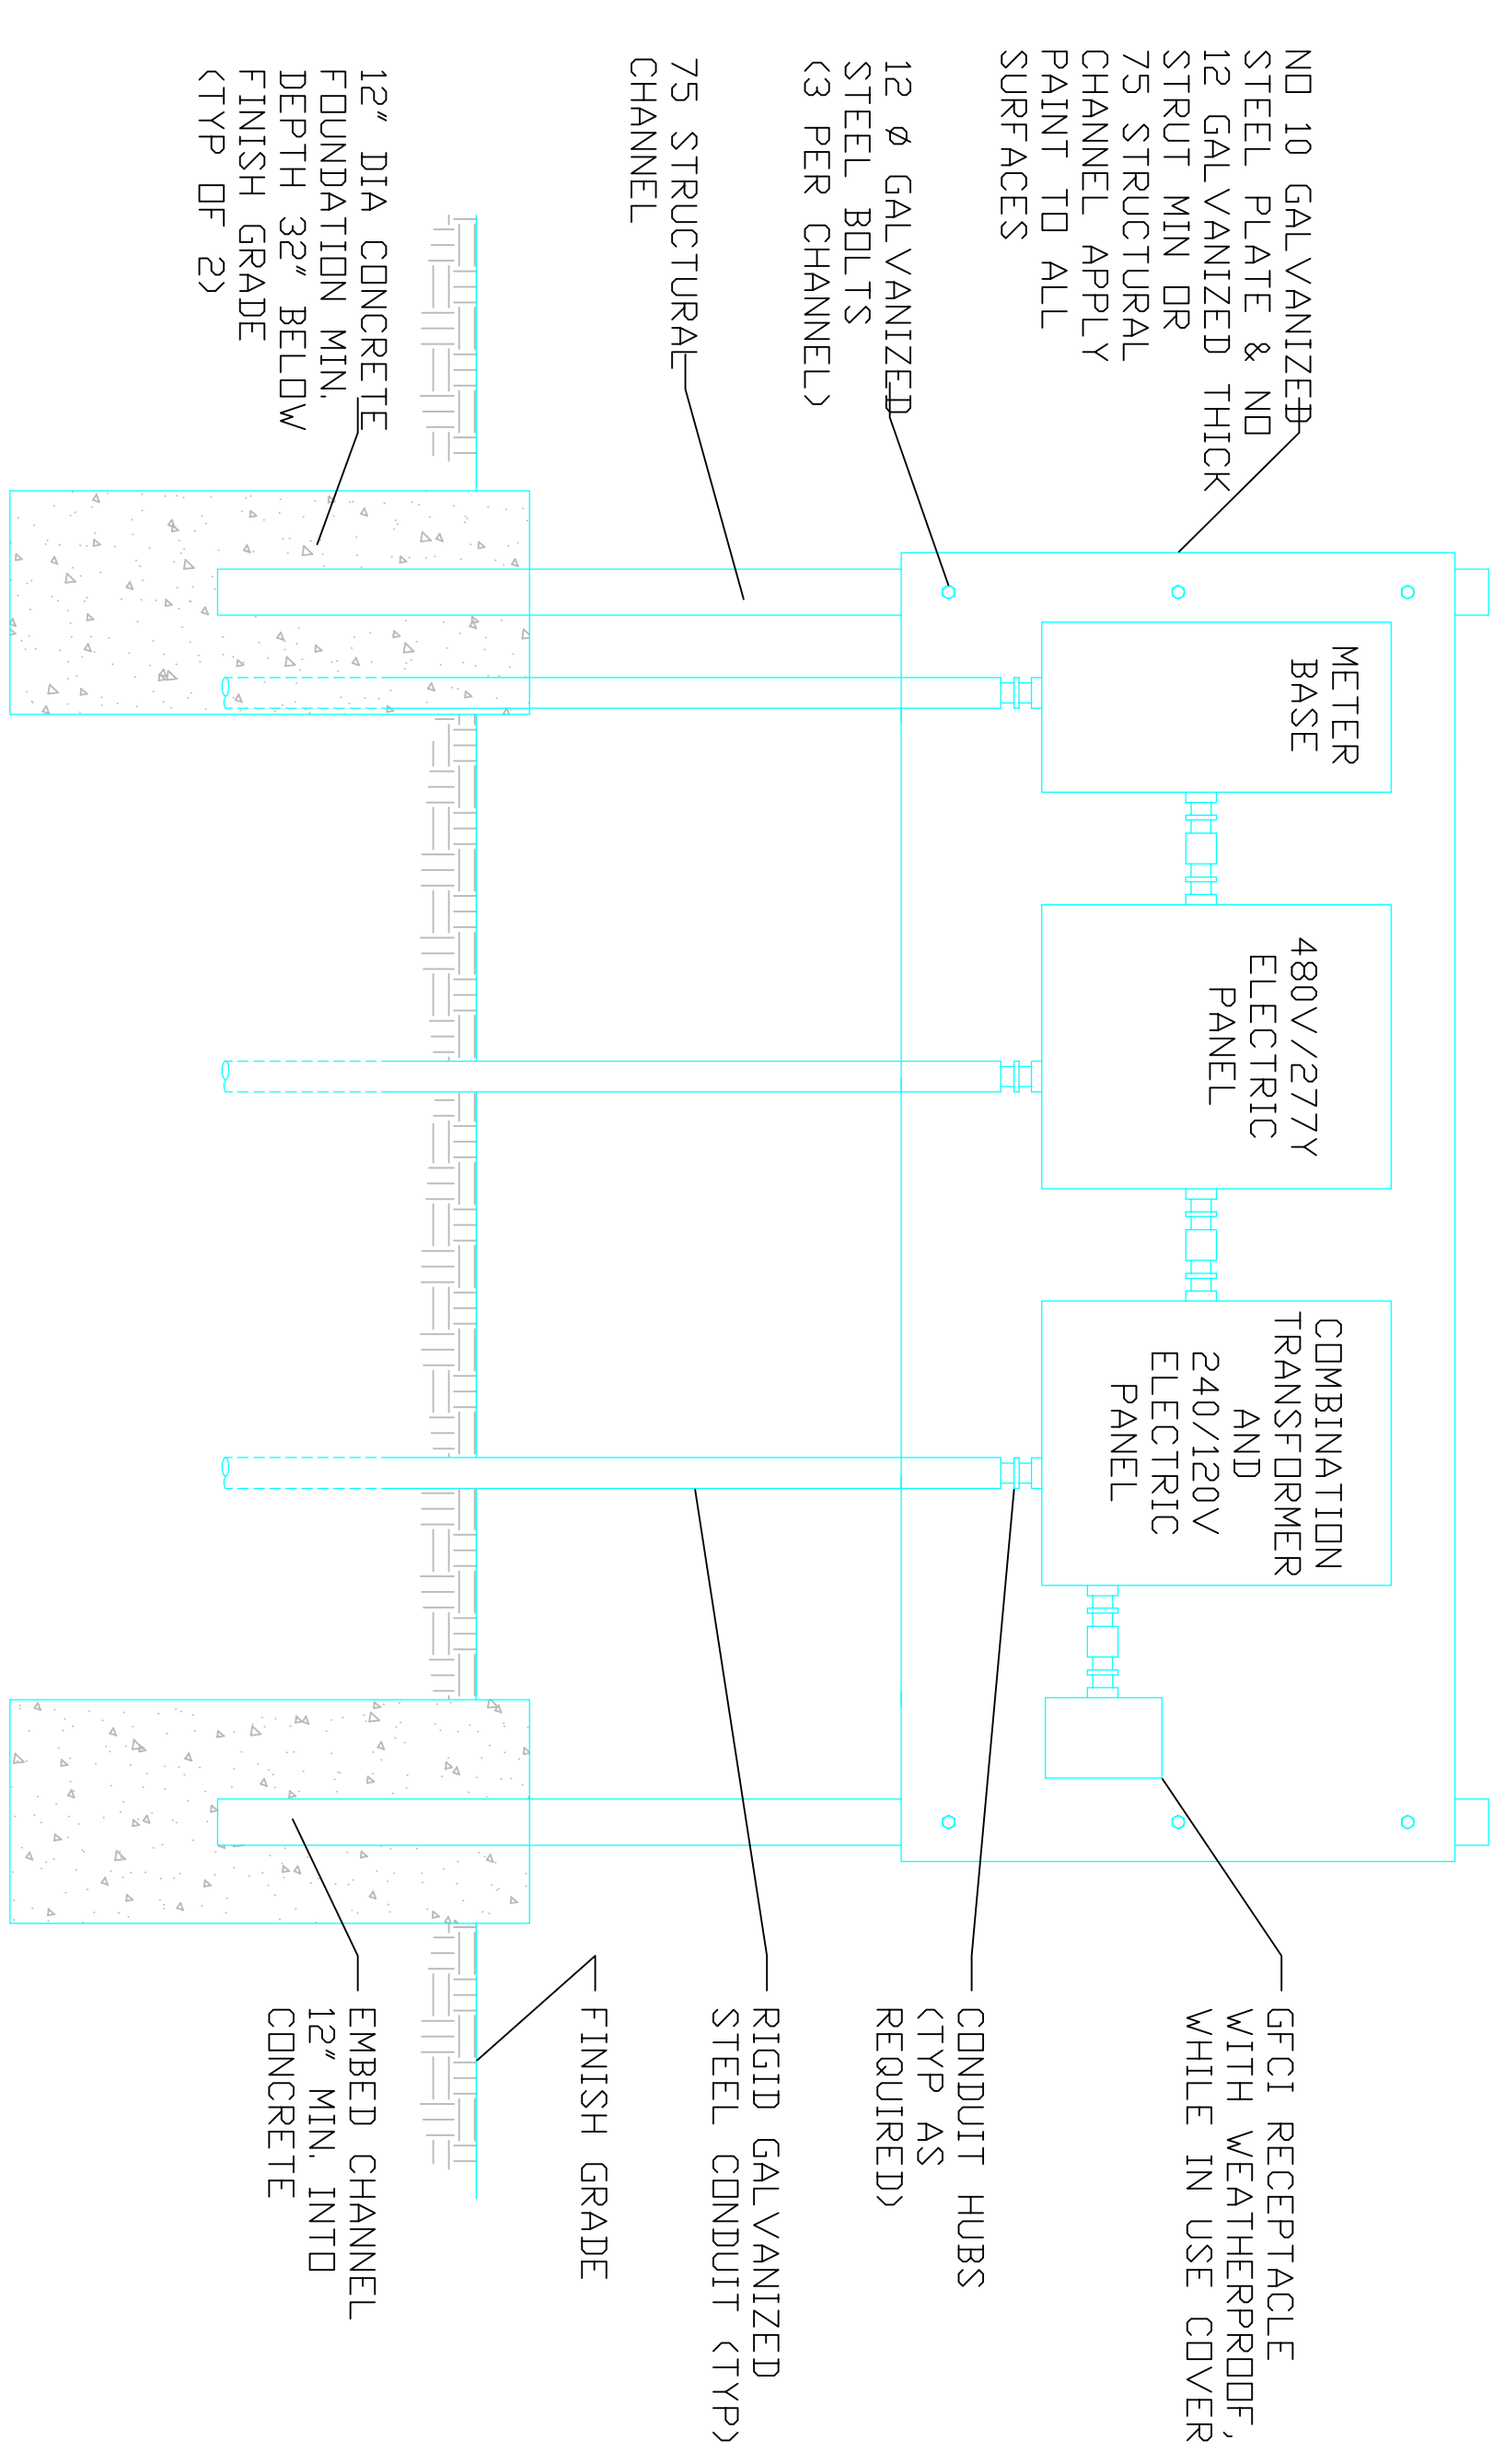 NO 10 GALVANIZED
STEEL PLATE & NO
12 GALVANIZED THICK
STRUT MIN OR
75 STRUCTURAL
CHANNEL APPLY
PAINT TO ALL
SURFACES
12 Ø GALVANIZED
STEEL BOLTS
(3 PER CHANNEL)
75 STRUCTURAL
CHANNEL
12" DIA CONCRETE
FOUNDATION MIN.
DEPTH 32" BELOW
FINISH GRADE
(TYP OF 2)
METER
BASE
480V/277Y
ELECTRIC
PANEL
COMBINATION
TRANSFORMER
AND
240/120V
ELECTRIC
PANEL
GFCI RECEPTACLE
WITH WEATHERPROOF,
WHILE IN USE COVER
CONDUIT HUBS
(TYP AS
REQUIRED)
RIGID GALVANIZED
STEEL CONDUIT (TYP)
FINISH GRADE
EMBED CHANNEL
12" MIN. INTO
CONCRETE